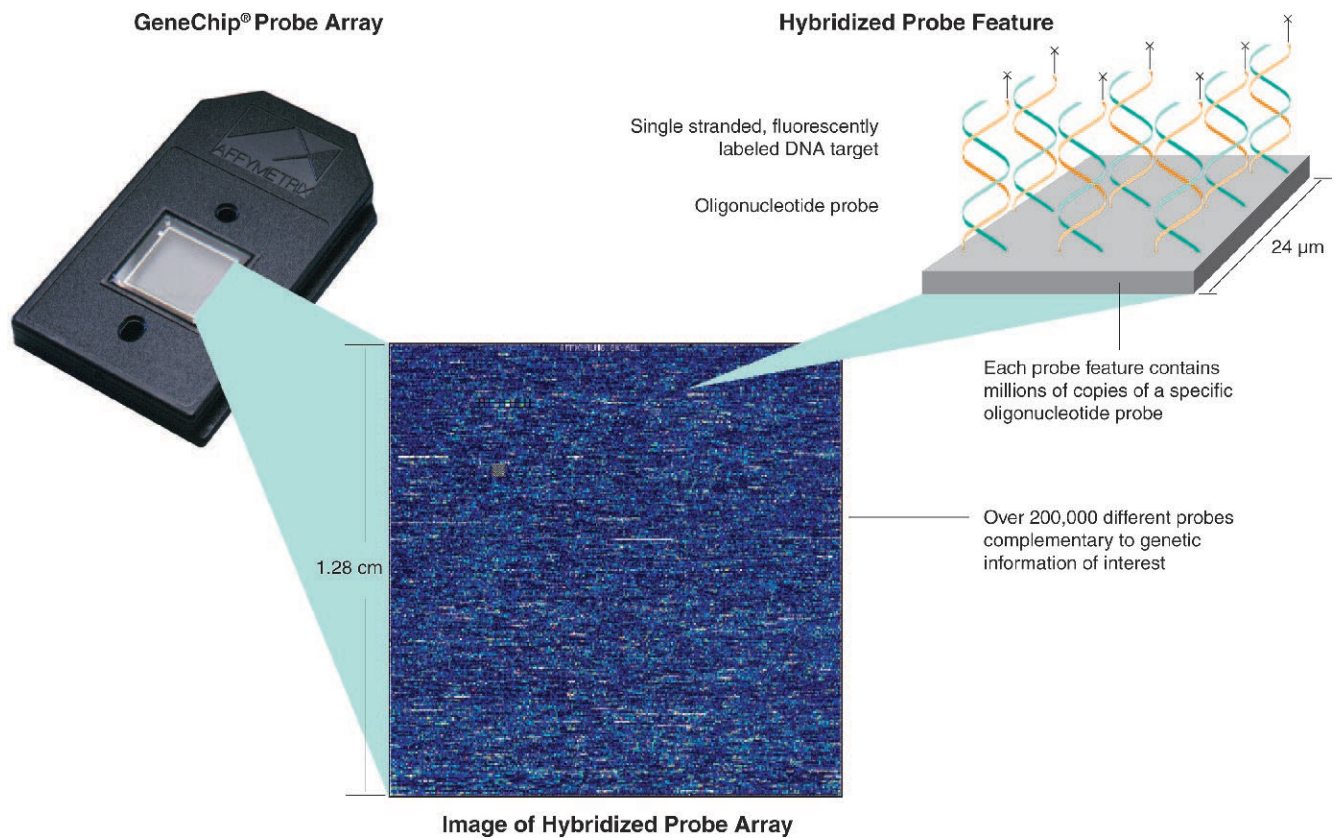 GeneChip® Probe Array
Hybridized Probe Feature
AFFYMETRIX
Single stranded, fluorescently
labeled DNA target
Oligonucleotide probe
24 μm
Each probe feature contains
millions of copies of a specific
oligonucleotide probe
Over 200,000 different probes
complementary to genetic
information of interest
1.28 cm
Image of Hybridized Probe Array